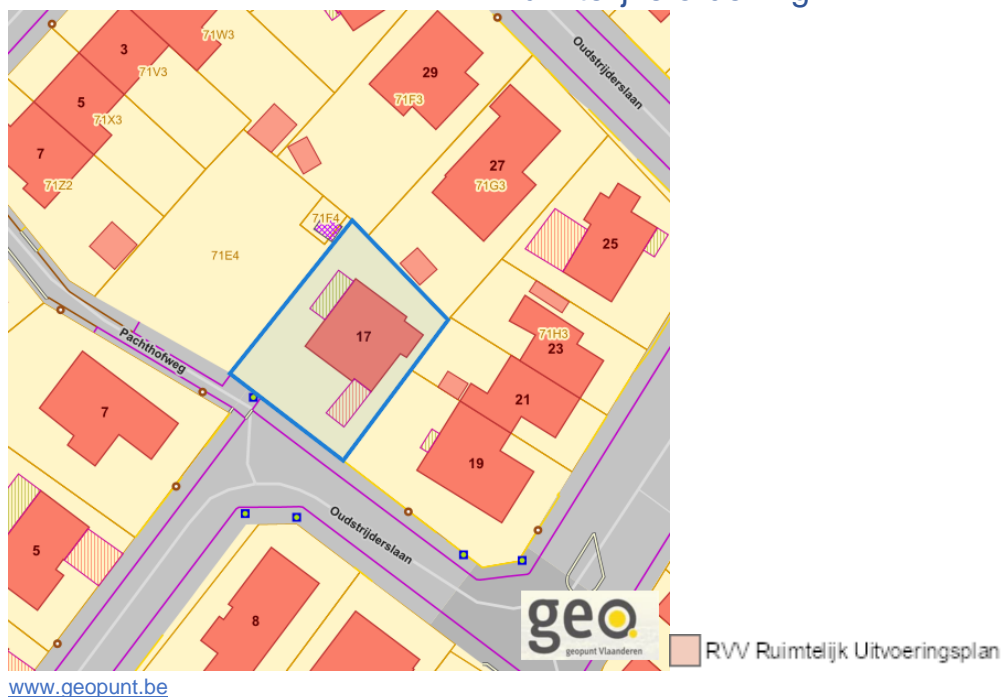 71W3
3
71V3
29
Oudstrijderslaan
5
71X3
71F3
7
27
71Z2
71G3
71F4
25
71E4
17
Pachthofweg
71H3
23
7
21
19
Oudstrijderslaan
5
8
geo.
geopunt Vlaanderen
RVV Ruimtelijk Uitvoeringsplan
www.geopunt.be